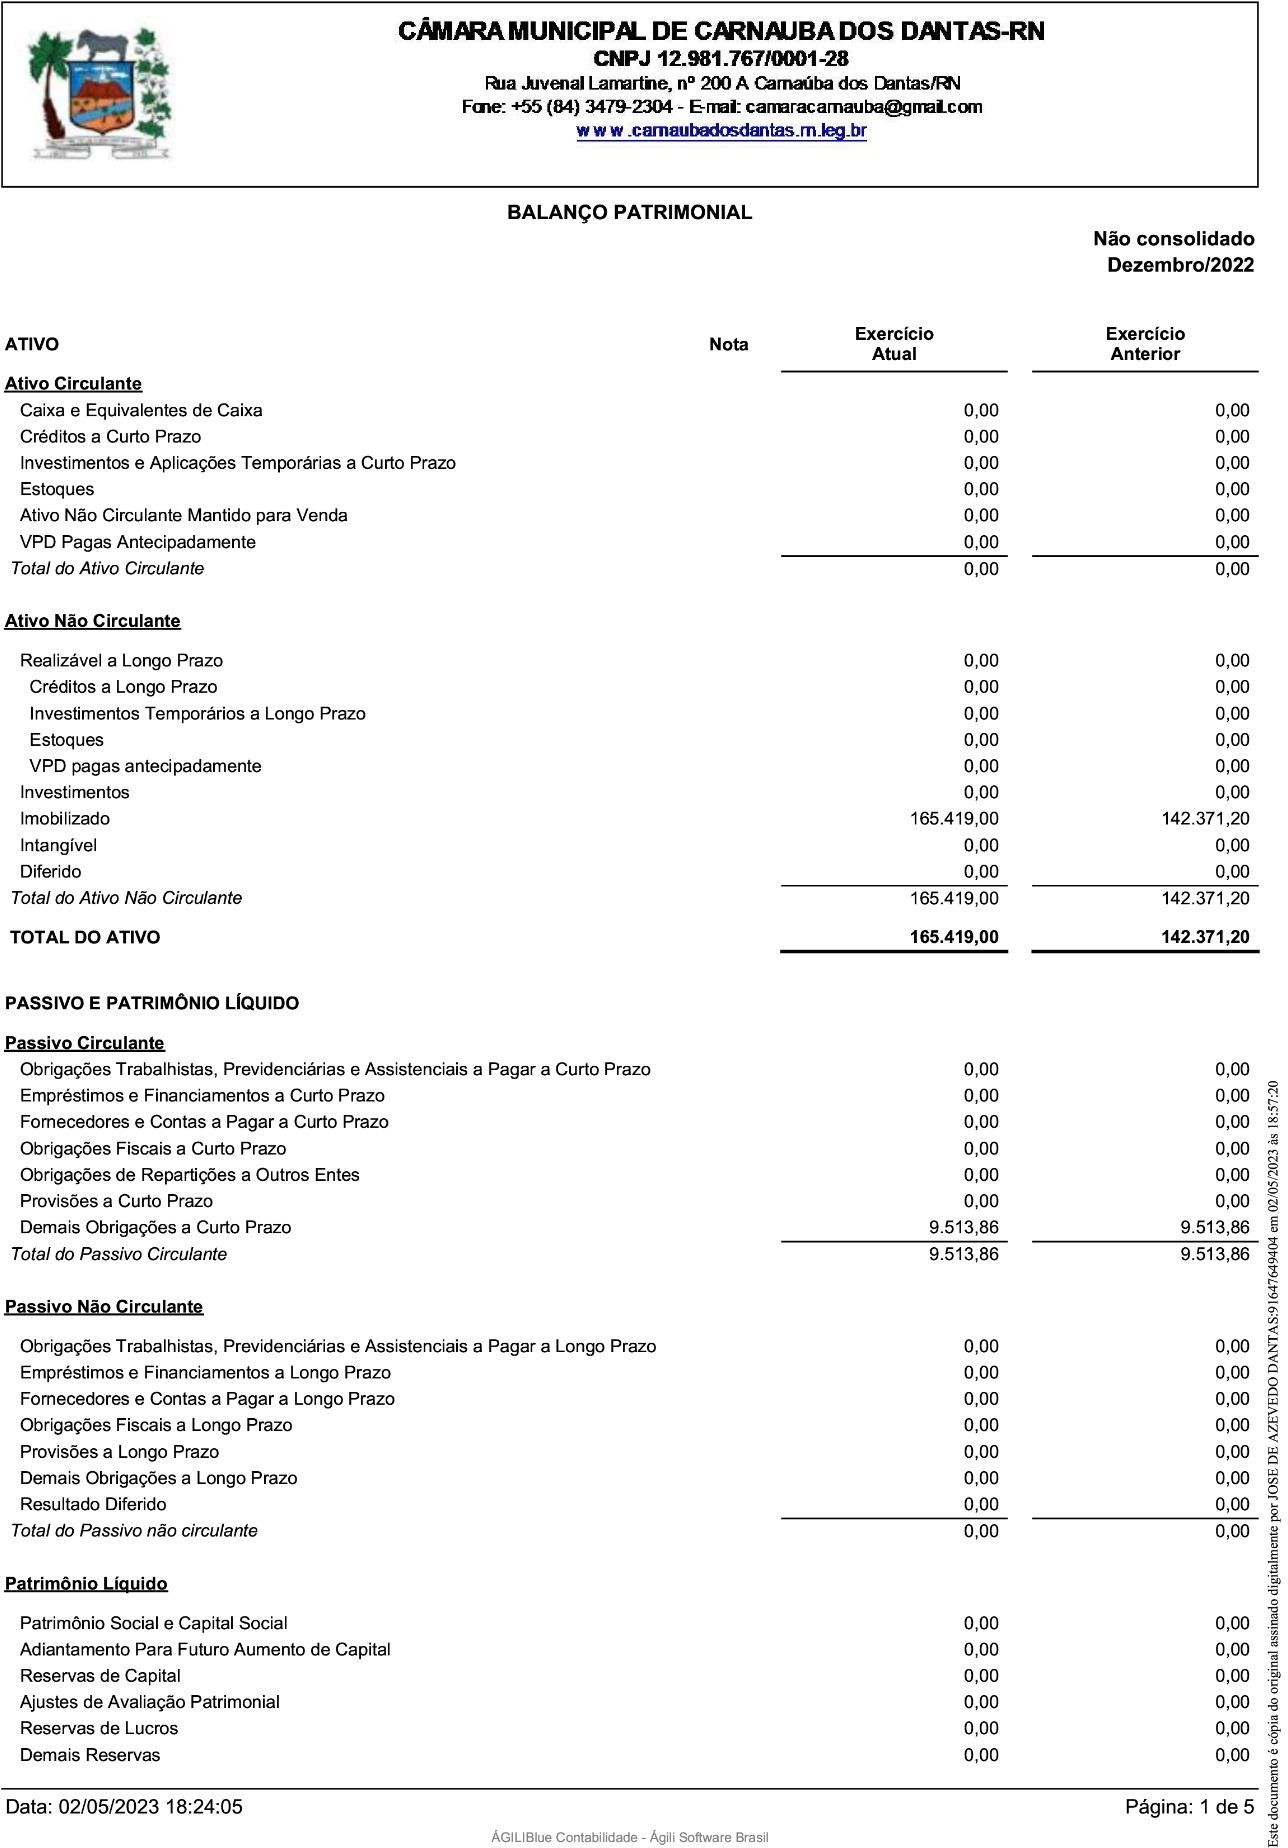 CÂMARA MUNICIPAL DE CARNAUBA DOS DANTAS-RN
CNPJ 12.981.767/0001-28
Rua Juvenal Lamartine, nº 200 A Carnaúba dos Dantas/RN
Fone: +55 (84) 3479-2304 - E-mail: camaracarnauba@gmail.com
www.carnaubadosdantas.rn.leg.br
BALANÇO PATRIMONIAL
Não consolidado
Dezembro/2022
ATIVO Nota Exercício Atual Exercício Anterior
Ativo Circulante
Caixa e Equivalentes de Caixa 0,00 0,00
Créditos a Curto Prazo 0,00 0,00
Investimentos e Aplicações Temporárias a Curto Prazo 0,00 0,00
Estoques 0,00 0,00
Ativo Não Circulante Mantido para Venda 0,00 0,00
VPD Pagas Antecipadamente 0,00 0,00
Total do Ativo Circulante 0,00 0,00
Ativo Não Circulante
Realizável a Longo Prazo 0,00 0,00
Créditos a Longo Prazo 0,00 0,00
Investimentos Temporários a Longo Prazo 0,00 0,00
Estoques 0,00 0,00
VPD pagas antecipadamente 0,00 0,00
Investimentos 0,00 0,00
Imobilizado 165.419,00 142.371,20
Intangível 0,00 0,00
Diferido 0,00 0,00
Total do Ativo Não Circulante 165.419,00 142.371,20
TOTAL DO ATIVO 165.419,00 142.371,20
PASSIVO E PATRIMÔNIO LÍQUIDO
Passivo Circulante
Obrigações Trabalhistas, Previdenciárias e Assistenciais a Pagar a Curto Prazo 0,00 0,00
Empréstimos e Financiamentos a Curto Prazo 0,00 0,00
Fornecedores e Contas a Pagar a Curto Prazo 0,00 0,00
Obrigações Fiscais a Curto Prazo 0,00 0,00
Obrigações de Repartições a Outros Entes 0,00 0,00
Provisões a Curto Prazo 0,00 0,00
Demais Obrigações a Curto Prazo 9.513,86 9.513,86
Total do Passivo Circulante 9.513,86 9.513,86
Passivo Não Circulante
Obrigações Trabalhistas, Previdenciárias e Assistenciais a Pagar a Longo Prazo 0,00 0,00
Empréstimos e Financiamentos a Longo Prazo 0,00 0,00
Fornecedores e Contas a Pagar a Longo Prazo 0,00 0,00
Obrigações Fiscais a Longo Prazo 0,00 0,00
Provisões a Longo Prazo 0,00 0,00
Demais Obrigações a Longo Prazo 0,00 0,00
Resultado Diferido 0,00 0,00
Total do Passivo não circulante 0,00 0,00
Patrimônio Líquido
Patrimônio Social e Capital Social 0,00 0,00
Adiantamento Para Futuro Aumento de Capital 0,00 0,00
Reservas de Capital 0,00 0,00
Ajustes de Avaliação Patrimonial 0,00 0,00
Reservas de Lucros 0,00 0,00
Demais Reservas 0,00 0,00
Data: 02/05/2023 18:24:05 Página: 1 de 5
ÁGILIBlue Contabilidade - Ágili Software Brasil
Este documento é cópia do original assinado digitalmente por JOSE DE AZEVEDO DANTAS:91647649404 em 02/05/2023 às 18:57:20